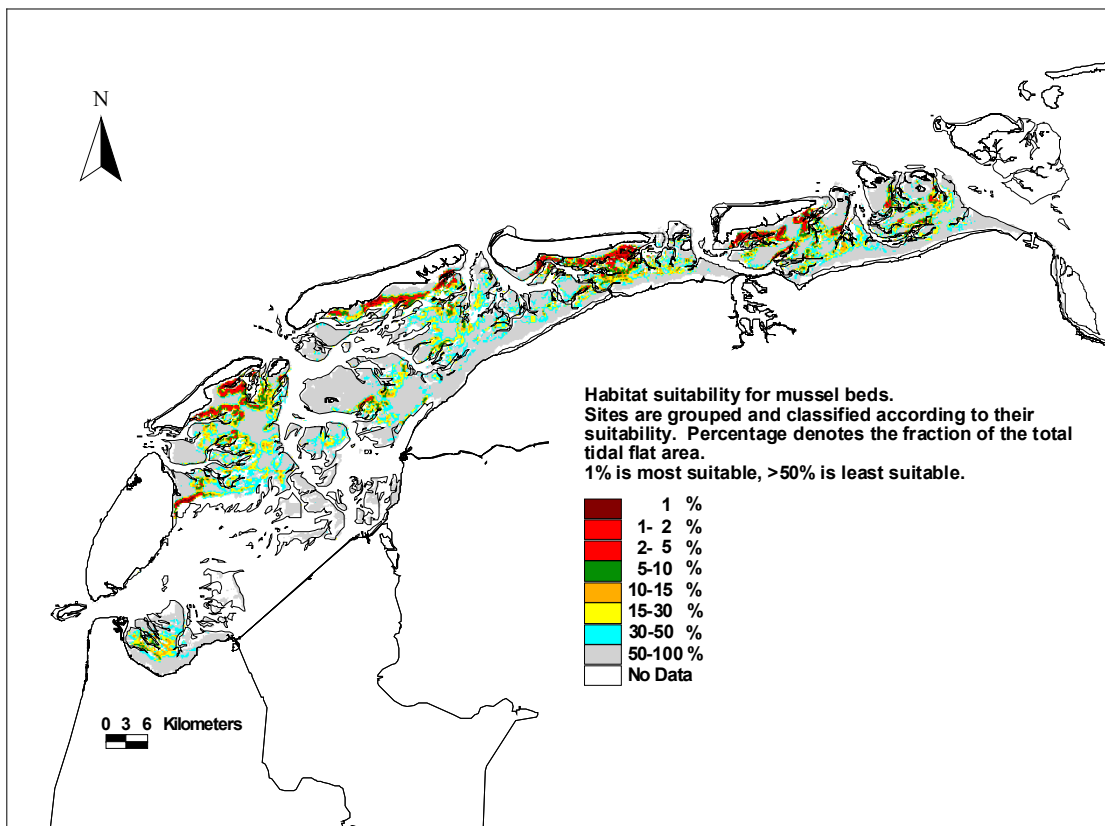 N
Habitat suitability for mussel beds.
Sites are grouped and classified according to their
suitability. Percentage denotes the fraction of the total
tidal flat area.
1% is most suitable, >50% is least suitable.
1 %
1- 2 %
2- 5 %
5-10 %
10-15 %
15-30 %
30-50 %
50-100 %
No Data
0 3 6 Kilometers